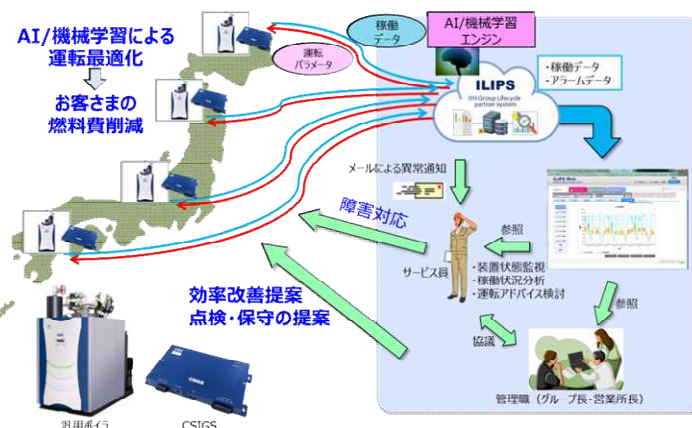 AI/機械学習による
運転最適化
お客さまの
燃料費削減
稼働
データ
運転
パラメータ
AI/機械学習
エンジン
ILIPS
IHI Group Lifecycle
partner system
・稼働データ
・アラームデータ
メールによる異常通知
ILIPS Web
障害対応
参照
サービス員
・装置状態監視
・稼働状況分析
・運転アドバイス検討
参照
効率改善提案
点検・保守の提案
協議
管理職（グループ長・営業所長）
汎用ボイラ
CSIGS